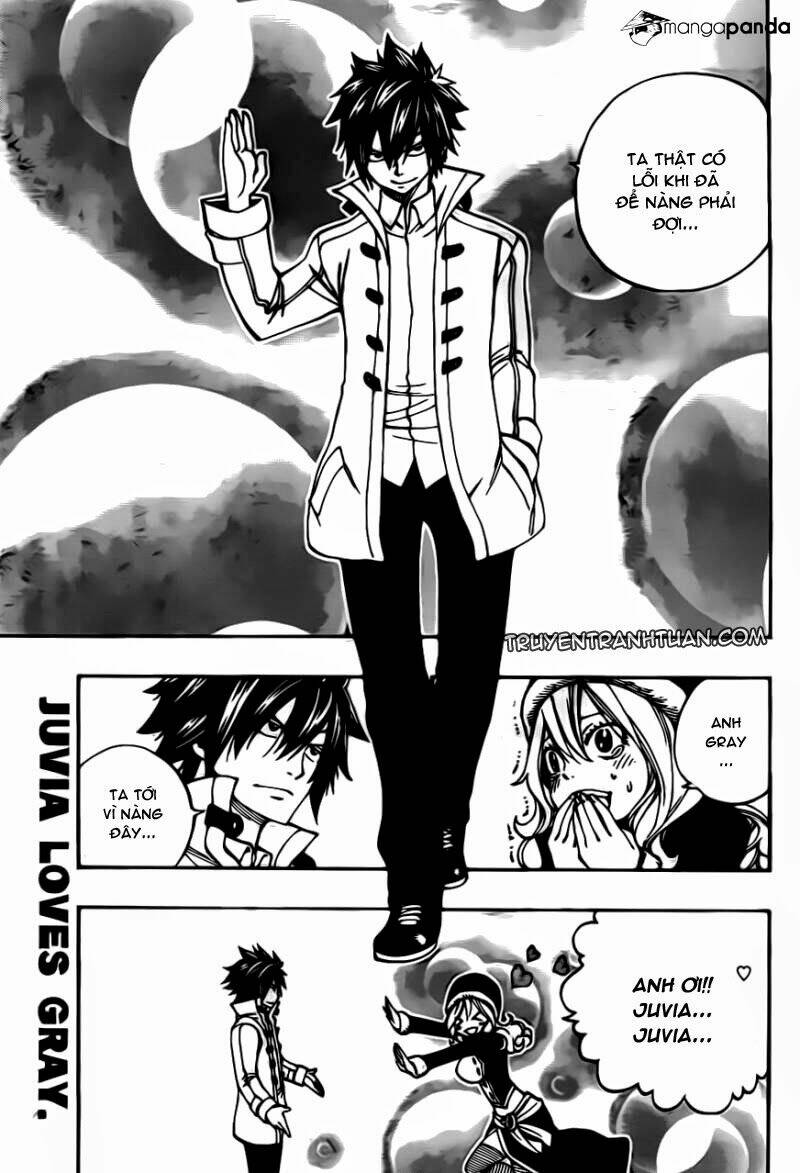 mangapanda
TA THẬT CÓ
LỖI KHI ĐÃ
ĐỂ NÀNG PHẢI
ĐỢI...
TRUYENTRANHTUAN.COM
ANH
GRAY
...
TA TỚI
VÌ NÀNG
ĐÂY...
JUVIA LOVES GRAY.
ANH ƠI!!
JUVIA...
JUVIA...